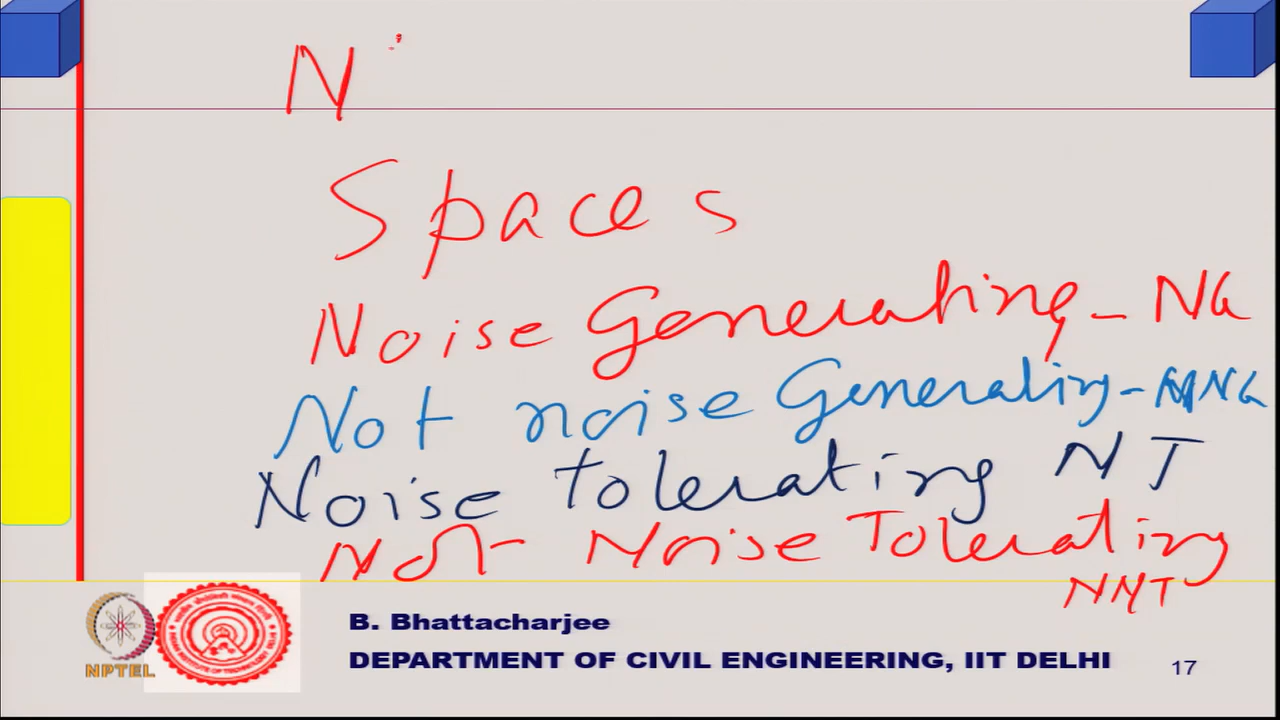 N
Spaces
Noise Generating - NG
Not noise Generating - NNG
Noise Tolerating NT
Not Noise Tolerating
NNT
B. Bhattacharjee
DEPARTMENT OF CIVIL ENGINEERING, IIT DELHI
17
NPTEL